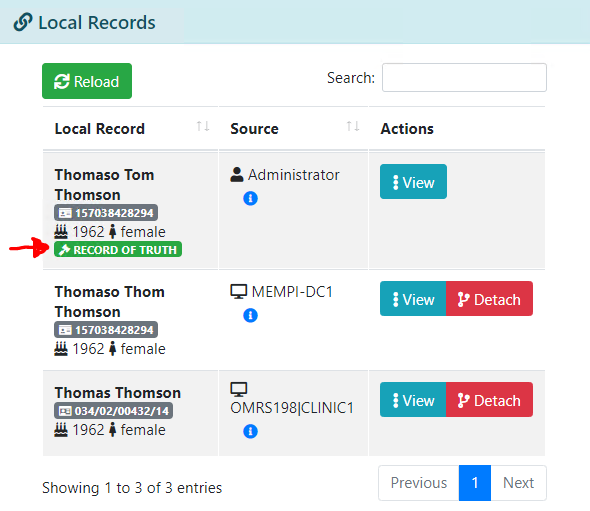 Local Records
Reload
Search:
Local Record Source Actions
Thomaso Tom
Thomson
157038428294
1962 female
RECORD OF TRUTH
Administrator
View
Thomaso Thom
Thomson
157038428294
1962 female
MEMPI-DC1
View Detach
Thomas Thomson
034/02/00432/14
1962 female
OMRS198|CLINIC1
View Detach
Showing 1 to 3 of 3 entries
Previous 1 Next